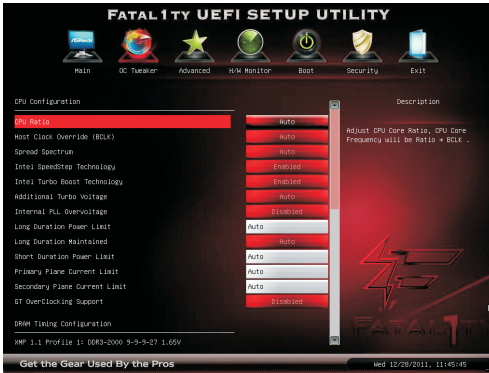 FATAL1TY UEFI SETUP UTILITY
ASRock
Main OC Tweaker Advanced H/W Monitor Boot Security Exit
CPU Configuration
Description
CPU Ratio Auto
Adjust CPU Core Ratio, CPU Core
Frequency will be Ratio * BCLK .
Host Clock Override (BCLK) Auto
Spread Spectrum Auto
Intel SpeedStep Technology Enabled
Intel Turbo Boost Technology Enabled
Additional Turbo Voltage Auto
Internal PLL Overvoltage Disabled
Long Duration Power Limit Auto
Long Duration Maintained Auto
Short Duration Power Limit Auto
Primary Plane Current Limit Auto
Secondary Plane Current Limit Auto
GT OverClocking Support Disabled
DRAM Timing Configuration
XMP 1.1 Profile 1: DDR3-2000 9-9-9-27 1.65V
FATAL1TY
Get the Gear Used By the Pros
Wed 12/28/2011, 11:45:45